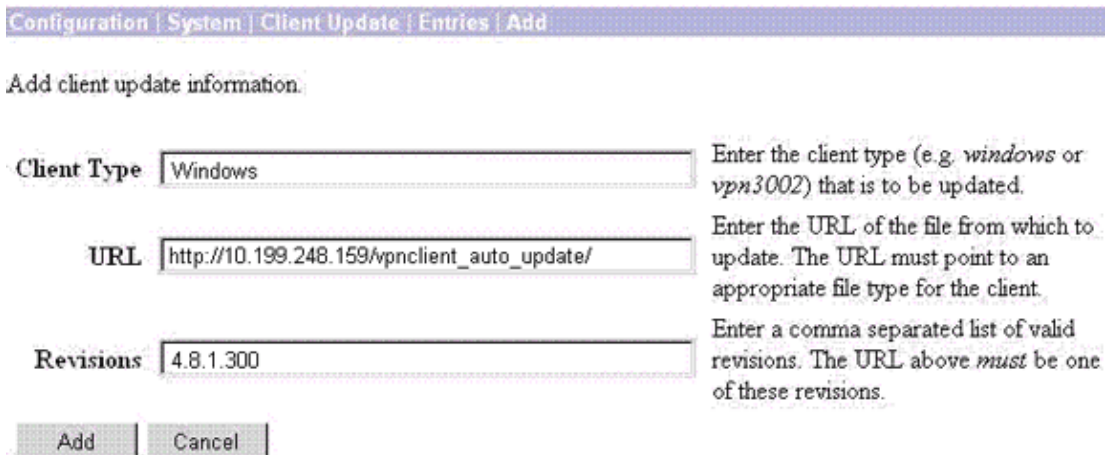 Configuration | System | Client Update | Entries | Add
Add client update information.
Client Type
Windows
Enter the client type (e.g. windows or
vpn3002) that is to be updated.
URL
http://10.199.248.159/vpnclient_auto_update/
Enter the URL of the file from which to
update. The URL must point to an
appropriate file type for the client.
Revisions
4.8.1.300
Enter a comma separated list of valid
revisions. The URL above must be one
of these revisions.
Add
Cancel